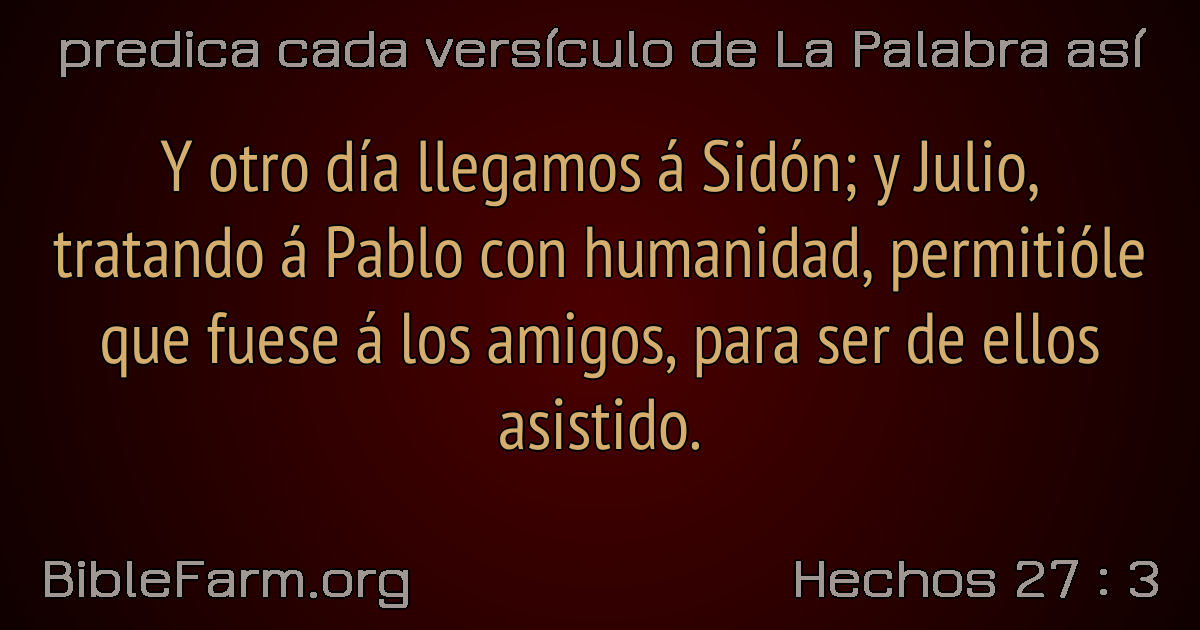 predica cada versículo de La Palabra así
Y otro día llegamos á Sidón; y Julio,
tratando á Pablo con humanidad, permitióle
que fuese á los amigos, para ser de ellos
asistido.
BibleFarm.org
Hechos 27 : 3